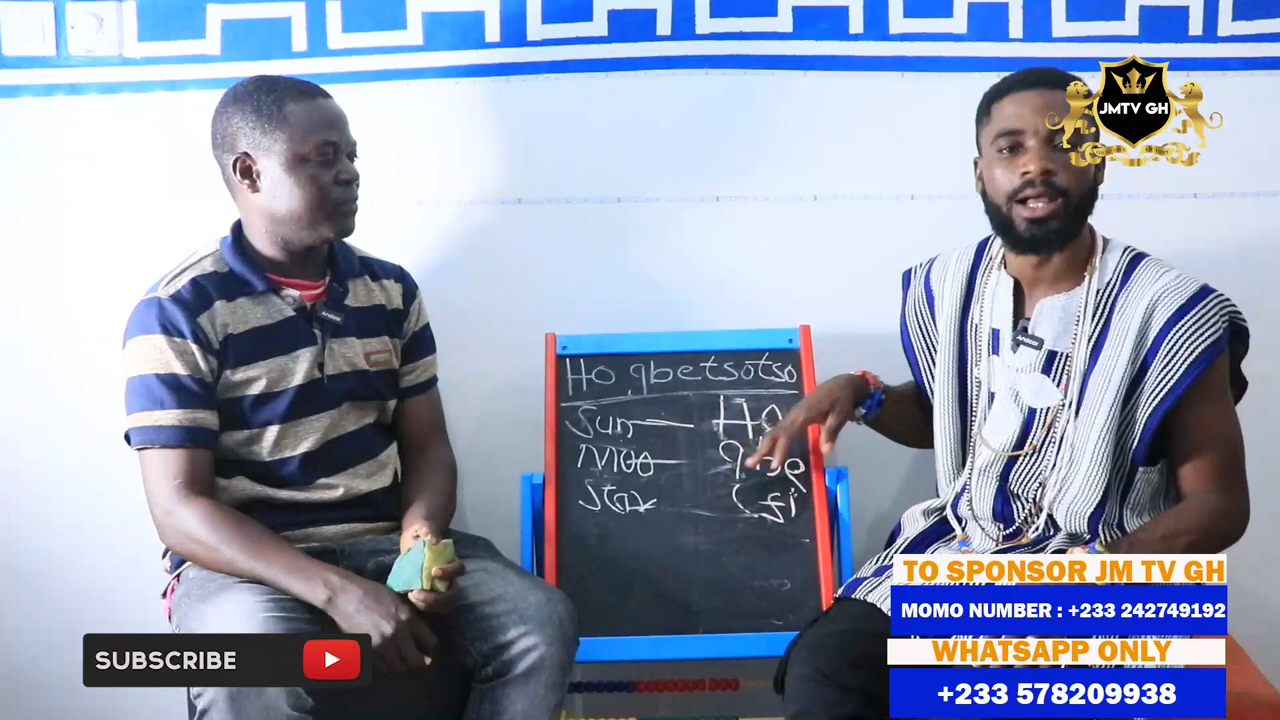 JMTV GH
Ho gbetsotso
Sun — Ho
Star
TO SPONSOR JM TV GH
MOMO NUMBER : +233 242749192
WHATSAPP ONLY
+233 578209938
SUBSCRIBE